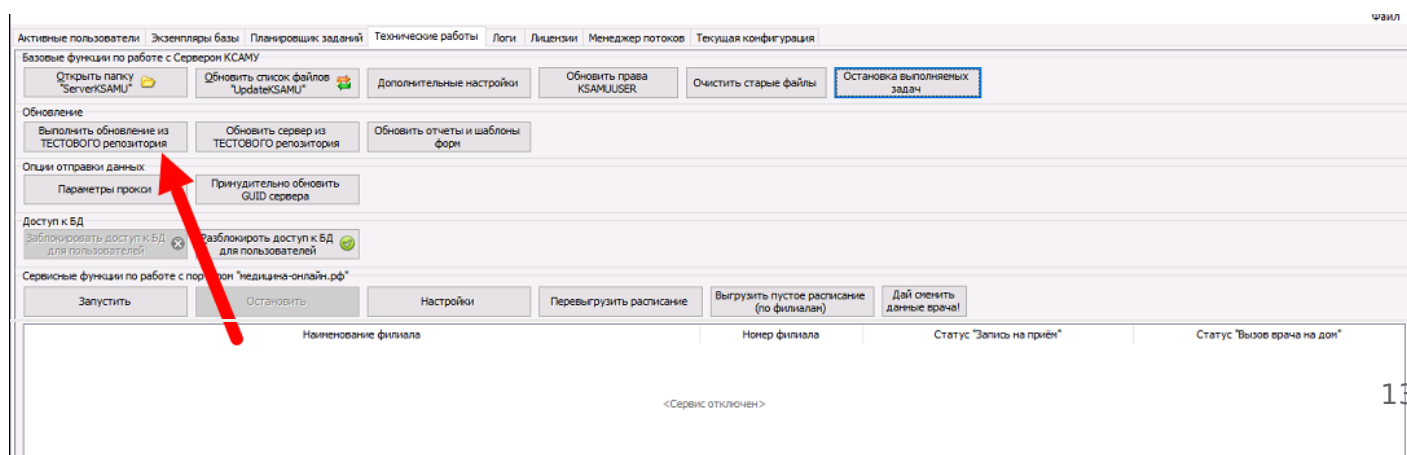 Файл
Активные пользователи Экземпляры базы Планировщик заданий Технические работы Логи Лицензии Менеджер потоков Текущая конфигурация
Базовые функции по работе с Сервером КСАМУ
Открыть папку "ServerKSAMU"
Обновить список файлов "UpdateKSAMU"
Дополнительные настройки
Обновить права KSAMUUSER
Очистить старые файлы
Остановка выполняемых задач
Обновление
Выполнить обновление из ТЕСТОВОГО репозитория
Обновить сервер из ТЕСТОВОГО репозитория
Обновить отчеты и шаблоны форм
Опции отправки данных
Параметры прокси
Принудительно обновить GUID сервера
Доступ к БД
Заблокировать доступ к БД для пользователей
Разблокироть доступ к БД для пользователей
Сервисные функции по работе с порталом "медицина-онлайн.рф"
Запустить
Остановить
Настройки
Перевыгрузить расписание
Выгрузить пустое расписание (по филиалам)
Дай сменить данные врача!
Наименование филиала Номер филиала Статус "Запись на приём" Статус "Вызов врача на дом"
<Сервис отключен>
13